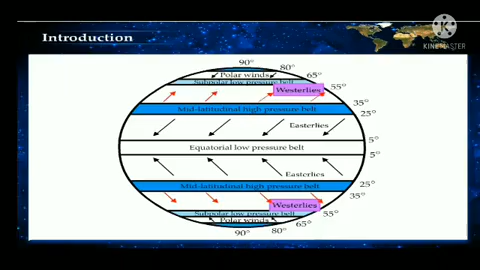 Introduction
KINEMASTER
90°
80°
Polar winds
65°
Subpolar low pressure belt
55°
Westerlies
35°
Mid-latitudinal high pressure belt
25°
Easterlies
5°
Equatorial low pressure belt
5°
Easterlies
25°
Mid-latitudinal high pressure belt
35°
Westerlies
55°
Subpolar low pressure belt
65°
Polar winds
80°
90°